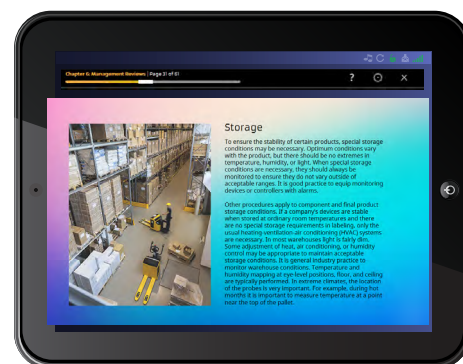 Chapter 6: Management Reviews | Page 31 of 61
?
Storage
To ensure the stability of certain products, special storage
conditions may be necessary. Optimum conditions vary
with the product, but there should be no extremes in
temperature, humidity, or light. When special storage
conditions are necessary, they should always be
monitored to ensure they do not vary outside of
acceptable ranges. It is good practice to equip monitoring
devices or controllers with alarms.
Other procedures apply to component and final product
storage conditions. If a company's devices are stable
when stored at ordinary room temperatures and there
are no special storage requirements in labeling, only the
usual heating-ventilation-air conditioning (HVAC) systems
are necessary. In most warehouses light is fairly dim.
Some adjustment of heat, air conditioning, or humidity
control may be appropriate to maintain acceptable
storage conditions. It is general industry practice to
monitor warehouse conditions. Temperature and
humidity mapping at eye-level positions, floor, and ceiling
are typically performed. In extreme climates, the location
of the probes is very important. For example, during hot
months it is important to measure temperature at a point
near the top of the pallet.